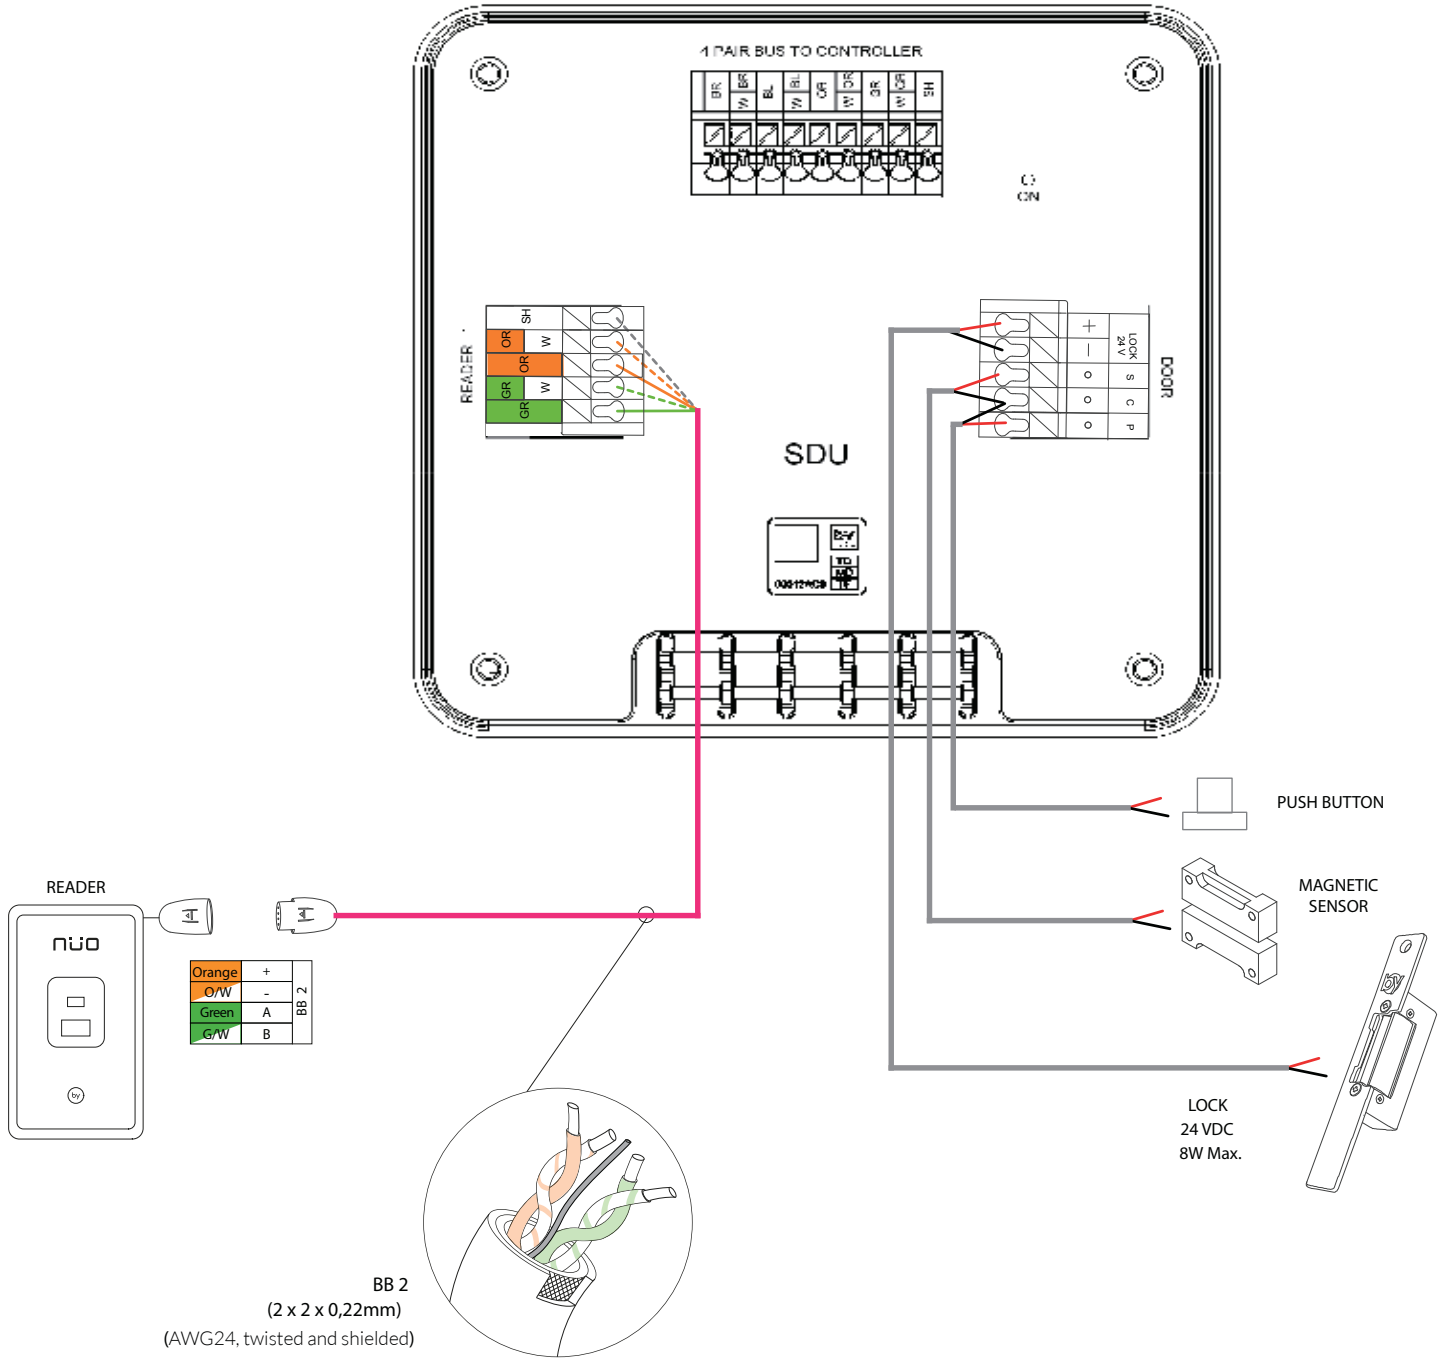 4 PAIR BUS TO CONTROLLER
BR
W BR
BL
W BL
OR
W OR
GR
W GR
SH
ON
READER
SH
OR W
OR
GR W
GR
+
-
LOCK
24 V
S
C
P
DOOR
SDU
PUSH BUTTON
MAGNETIC
SENSOR
READER
nüo
by
Orange +
O/W -
Green A
G/W B
BB 2
LOCK
24 VDC
8W Max.
BB 2
(2 x 2 x 0,22mm)
(AWG24, twisted and shielded)